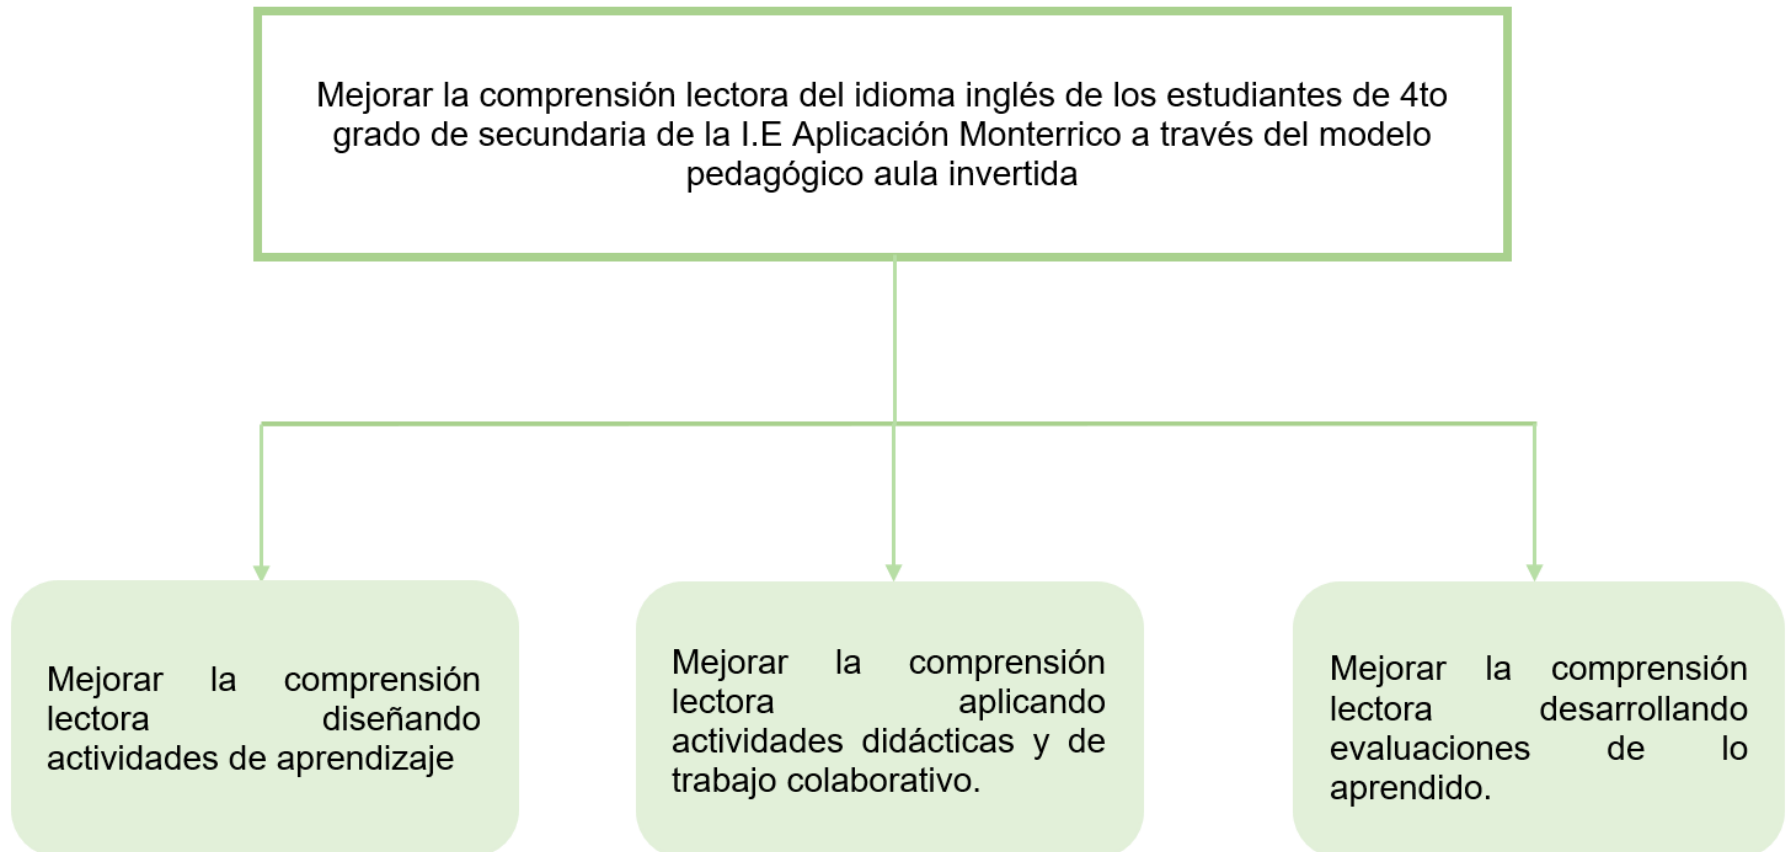 Mejorar la comprensión lectora del idioma inglés de los estudiantes de 4to
grado de secundaria de la I.E Aplicación Monterrico a través del modelo
pedagógico aula invertida
Mejorar la comprensión
lectora diseñando
actividades de aprendizaje
Mejorar la comprensión
lectora aplicando
actividades didácticas y de
trabajo colaborativo.
Mejorar la comprensión
lectora desarrollando
evaluaciones de lo
aprendido.